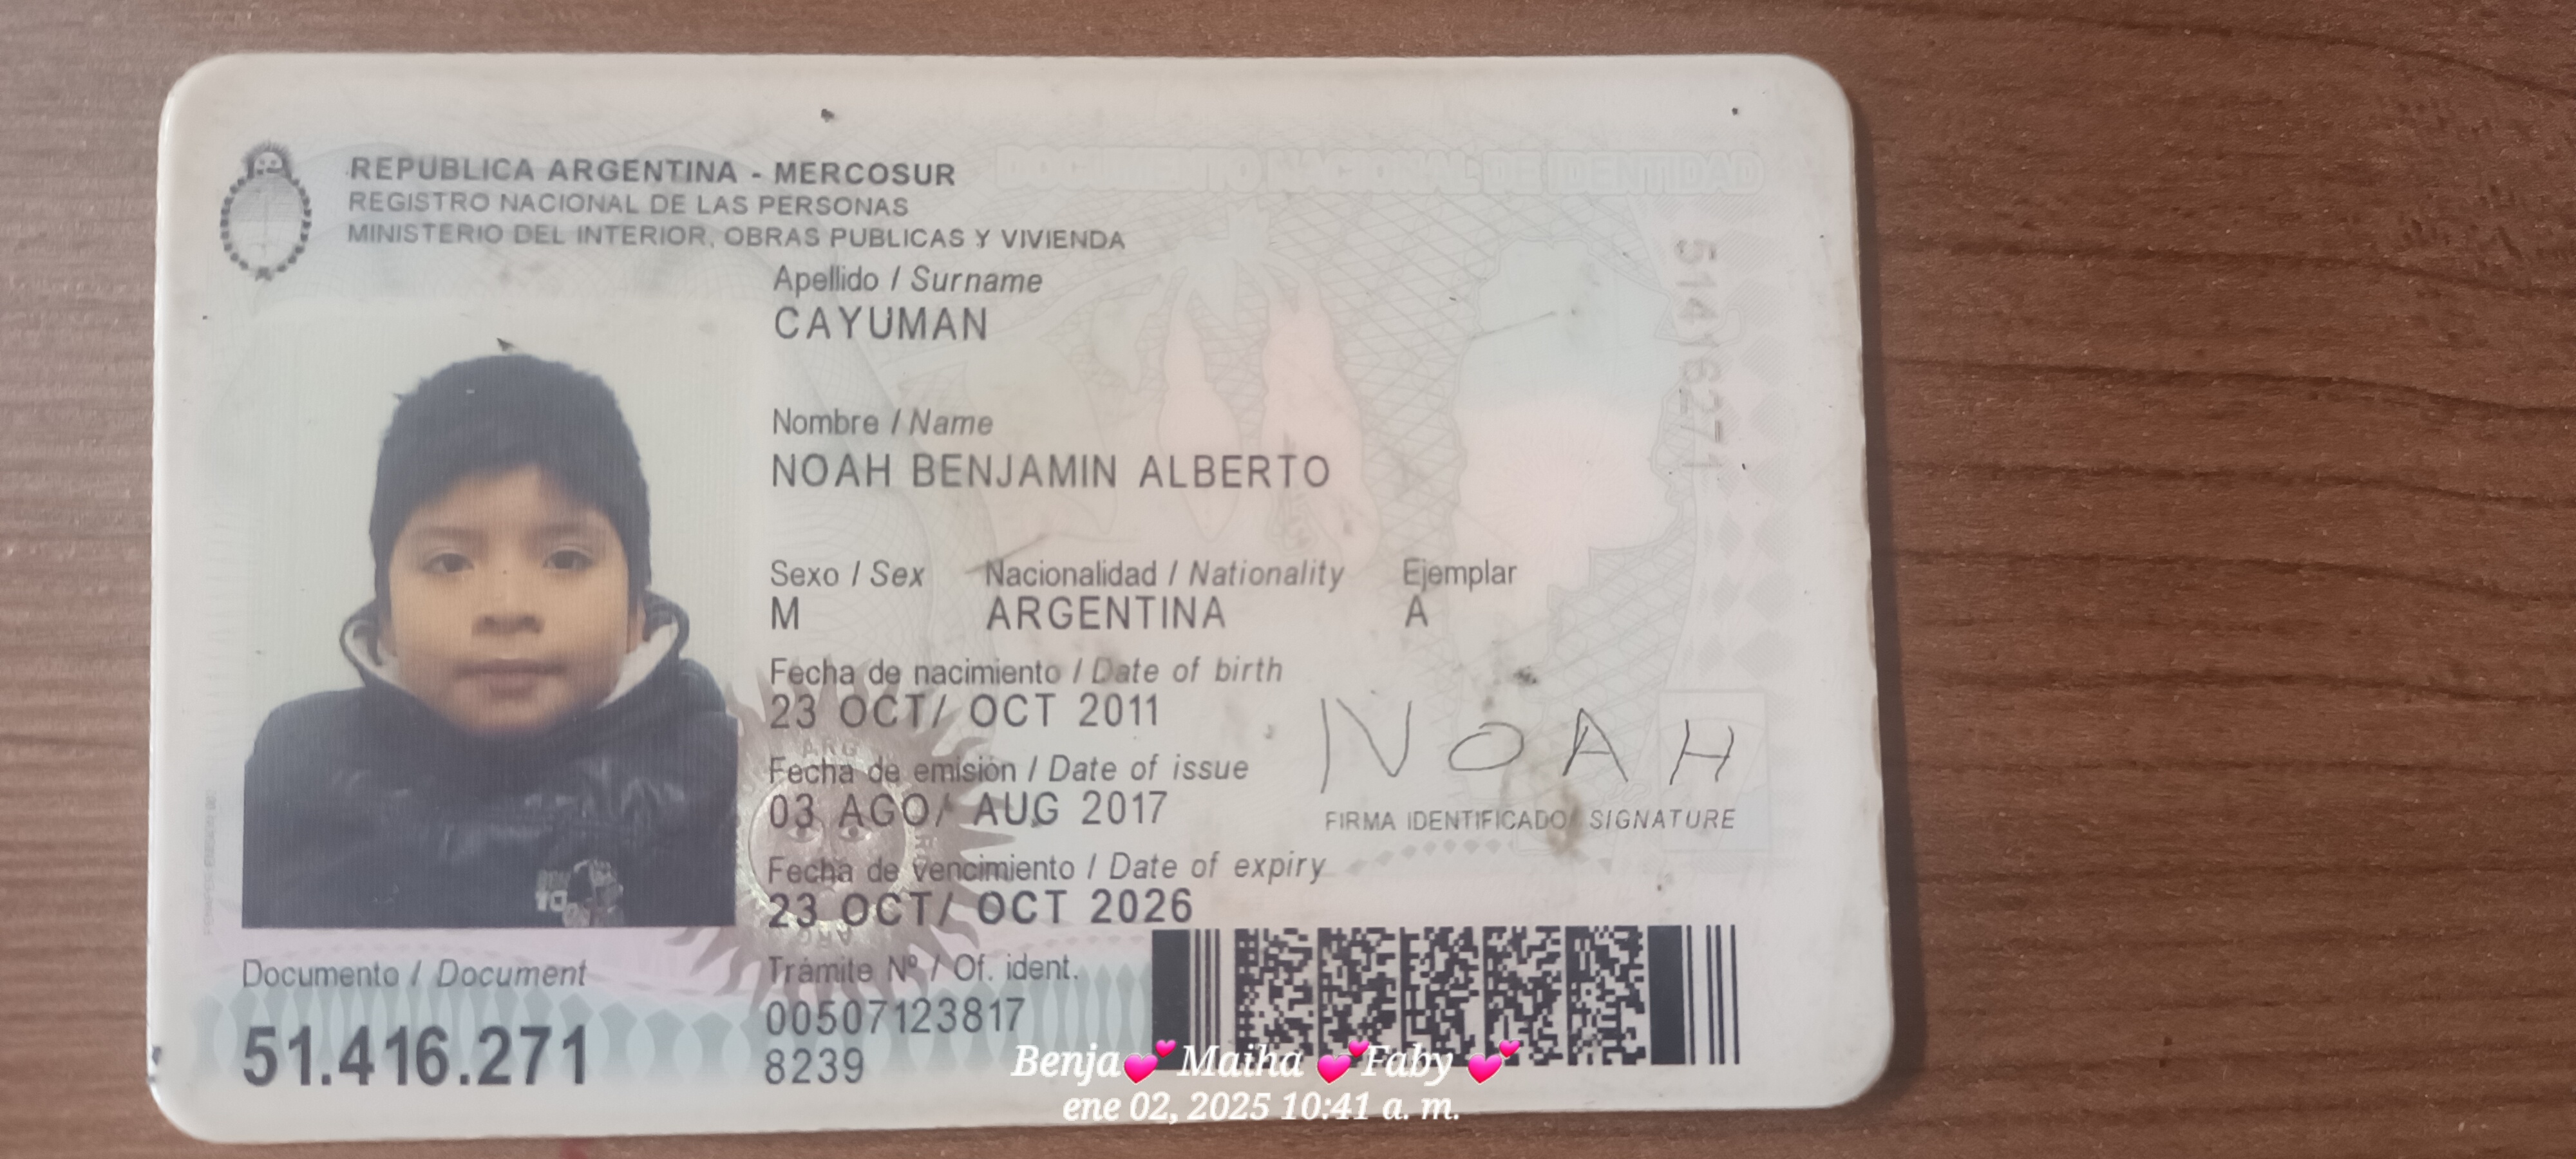 REPUBLICA ARGENTINA - MERCOSUR
REGISTRO NACIONAL DE LAS PERSONAS
MINISTERIO DEL INTERIOR, OBRAS PUBLICAS Y VIVIENDA
DOCUMENTO NACIONAL DE IDENTIDAD
Apellido / Surname
CAYUMAN
51416271
Nombre / Name
NOAH BENJAMIN ALBERTO
Sexo / Sex Nacionalidad / Nationality Ejemplar
M ARGENTINA A
Fecha de nacimiento / Date of birth
23 OCT/ OCT 2011
Fecha de emisión / Date of issue
03 AGO/ AUG 2017
NOAH
FIRMA IDENTIFICADO/ SIGNATURE
Fecha de vencimiento / Date of expiry
23 OCT/ OCT 2026
Documento / Document
51.416.271
Trámite Nº / Of. ident.
00507123817
8239
Benja💕Maiha 💕Faby 💕
ene 02, 2025 10:41 a. m.